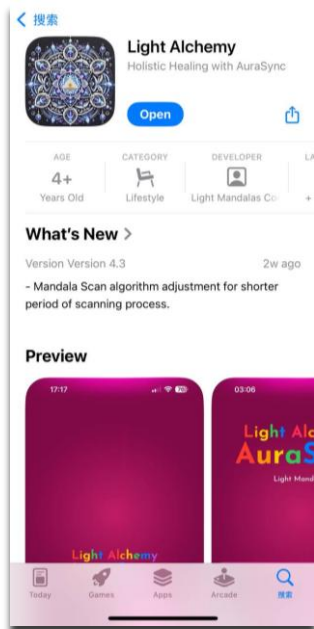 搜索
Light Alchemy
Holistic Healing with AuraSync
Open
AGE CATEGORY DEVELOPER LA
4+
Years Old Lifestyle Light Mandalas Co +
What's New
Version Version 4.3 2w ago
- Mandala Scan algorithm adjustment for shorter
period of scanning process.
Preview
17:17 03:06
Light Alc
AuraS
Light Mand
Light Alchemy
Today Games Apps Arcade 搜索